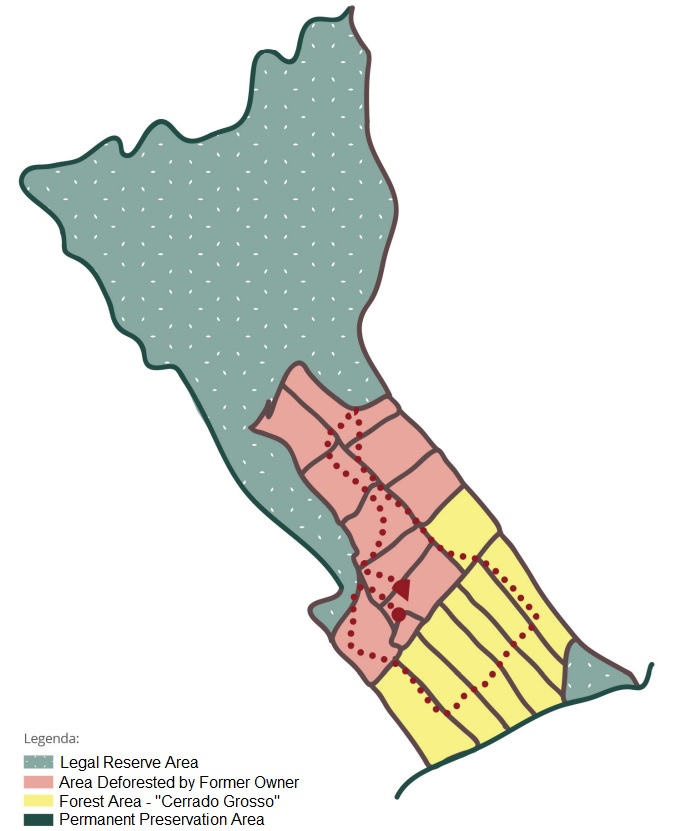 Legenda:
Legal Reserve Area
Area Deforested by Former Owner
Forest Area - "Cerrado Grosso"
Permanent Preservation Area